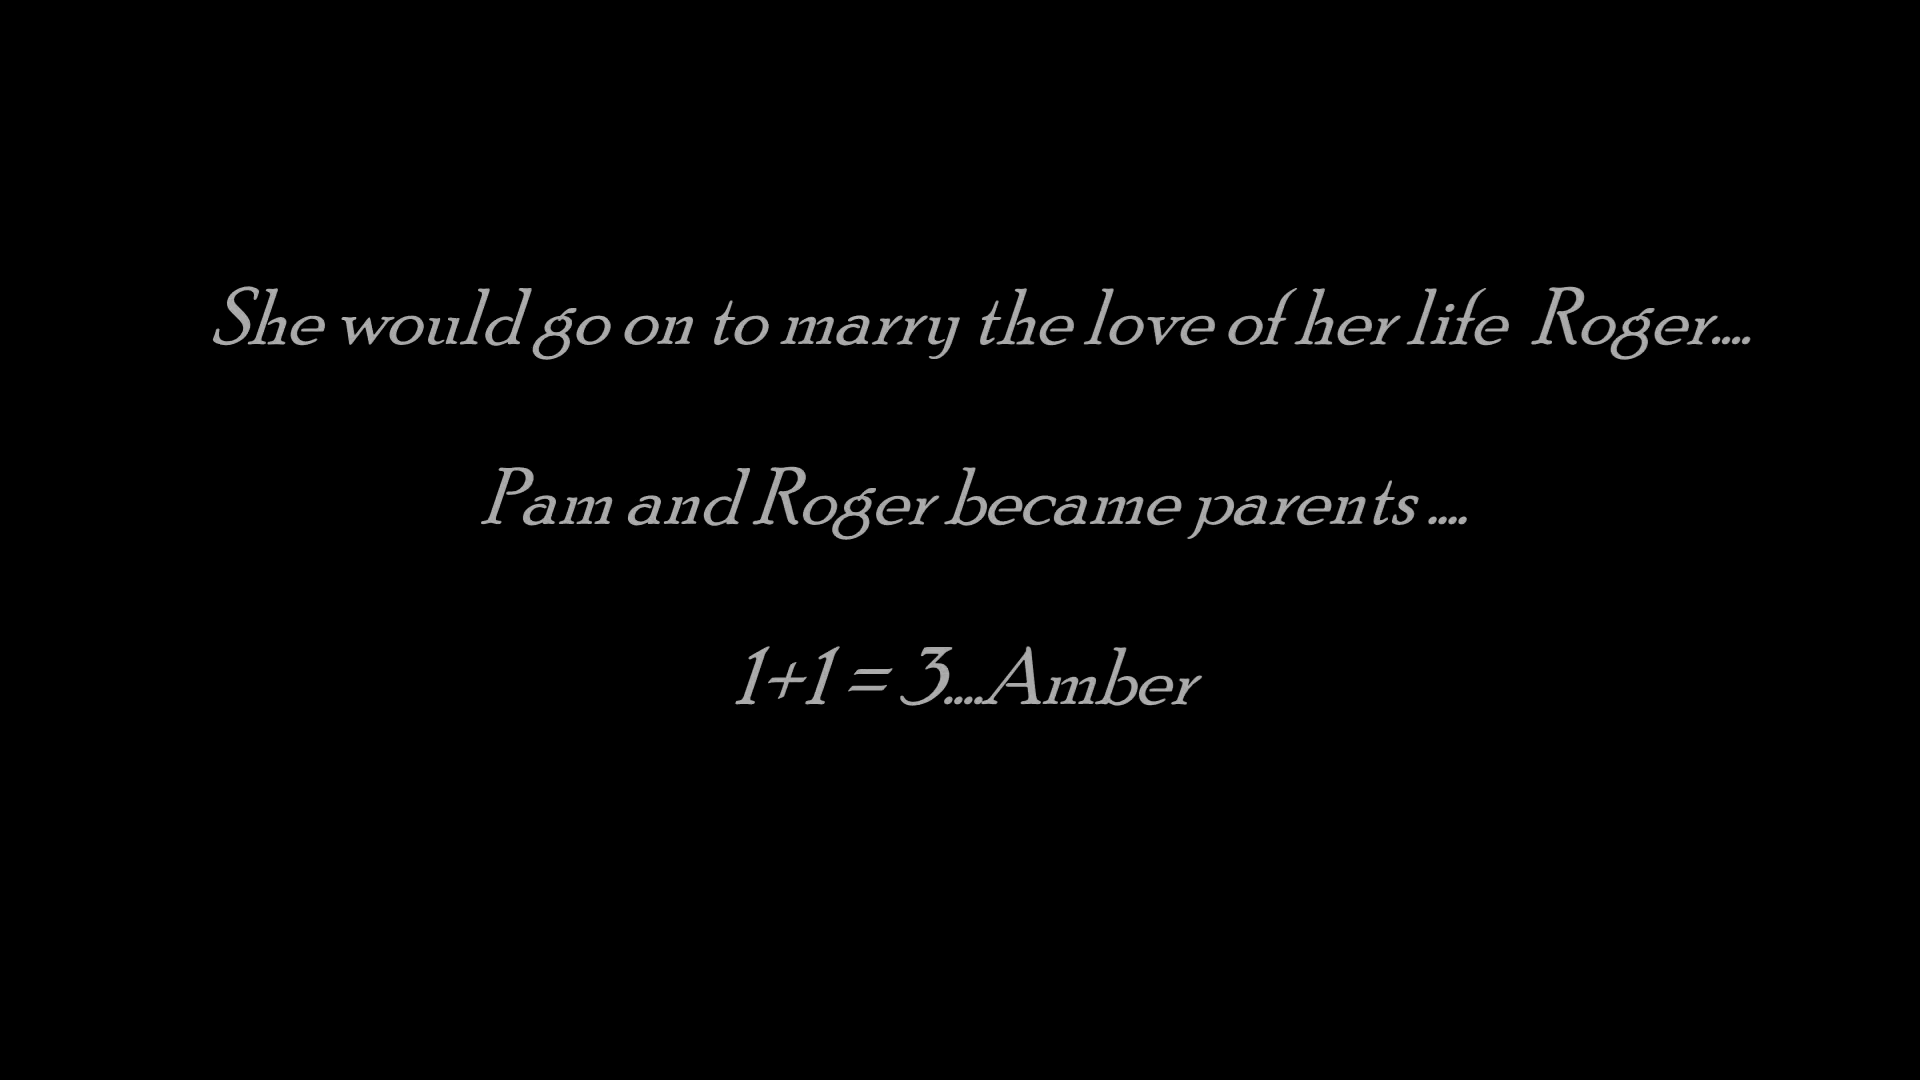 She would go on to marry the love of her life  Roger....
Pam and Roger became parents ....
1+1 = 3....Amber